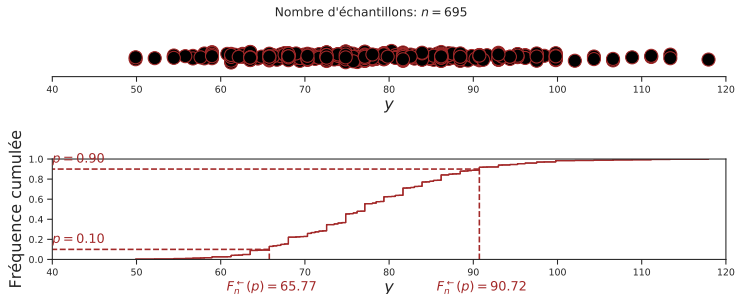 Nombre d'échantillons: n = 695
40 50 60 70 80 90 100 110 120
y
Fréquence cumulée
1.0
0.8
0.6
0.4
0.2
0.0
p = 0.90
p = 0.10
40 50 60 70 80 90 100 110 120
Fₙ←(p) = 65.77 y Fₙ←(p) = 90.72